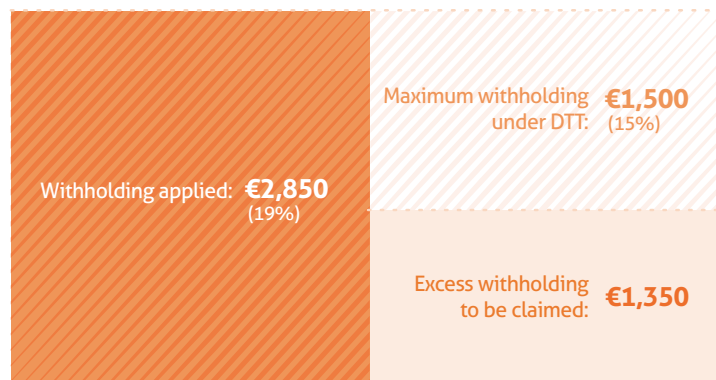 Withholding applied: €2,850
(19%)
Maximum withholding €1,500
under DTT: (15%)
Excess withholding
to be claimed: €1,350